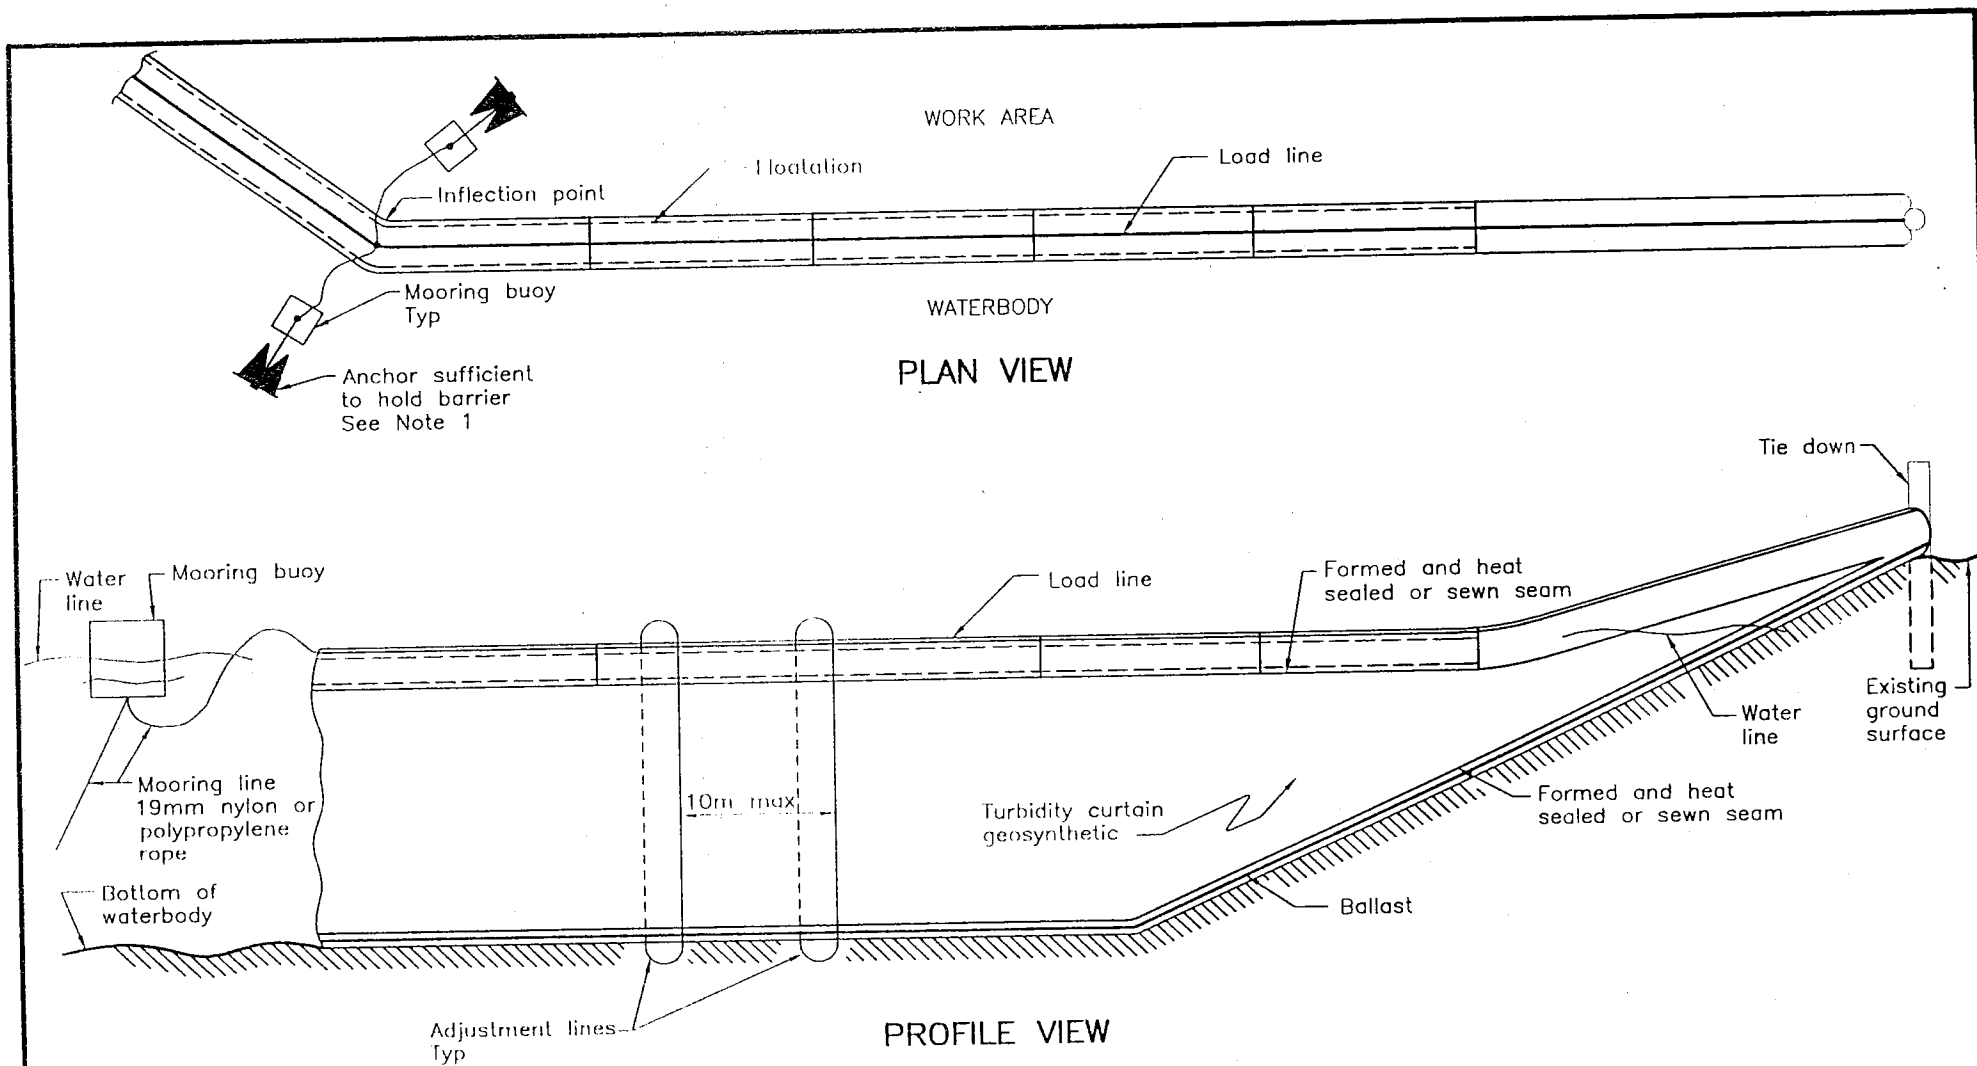 WORK AREA
Floatation
Load line
Inflection point
Mooring buoy
Typ
WATERBODY
PLAN VIEW
Anchor sufficient
to hold barrier
See Note 1
Tie down
Water
line
Mooring buoy
Load line
Formed and heat
sealed or sewn seam
Existing
ground
surface
Water
line
Mooring line
19mm nylon or
polypropylene
rope
10m max
Turbidity curtain
geosynthetic
Formed and heat
sealed or sewn seam
Bottom of
waterbody
Ballast
Adjustment lines
Typ
PROFILE VIEW